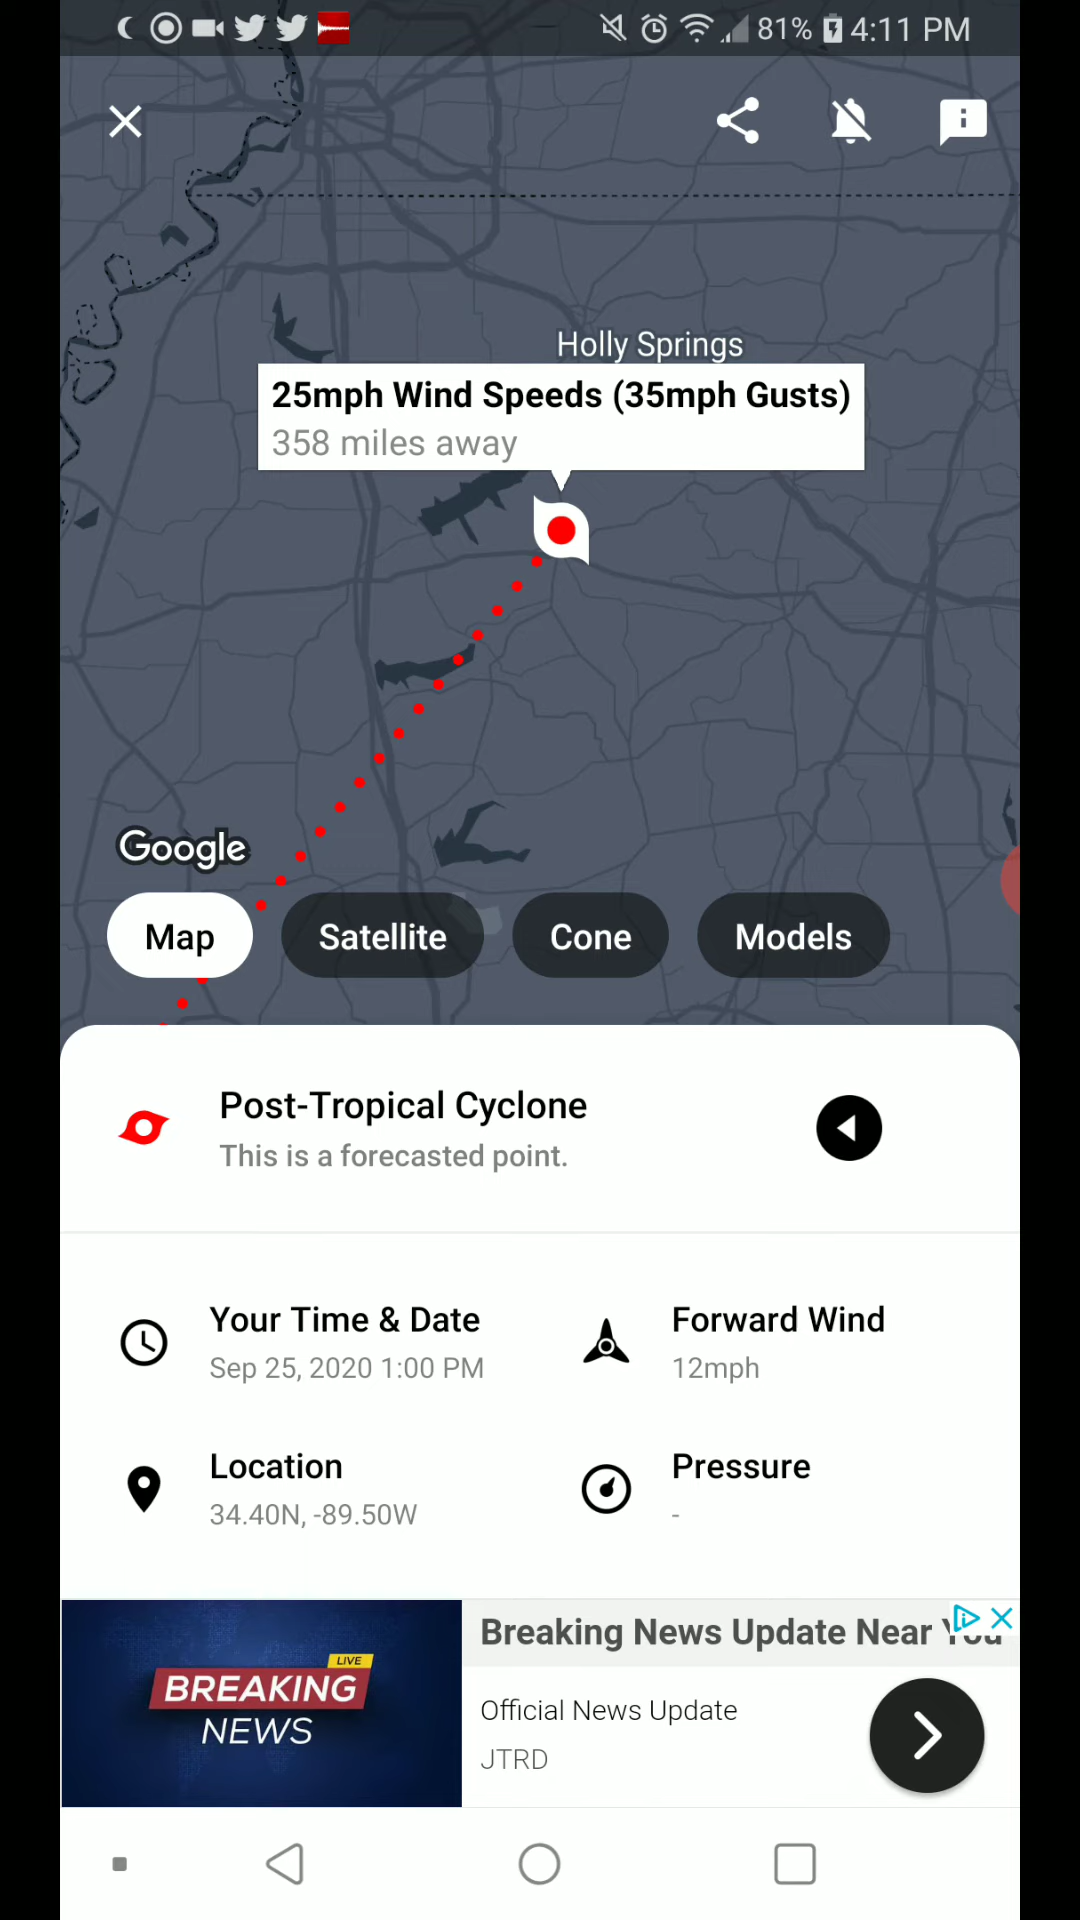 81% 4:11 PM
Holly Springs
25mph Wind Speeds (35mph Gusts)
358 miles away
Google
Map Satellite Cone Models
Post-Tropical Cyclone
This is a forecasted point.
Your Time & Date
Sep 25, 2020 1:00 PM
Forward Wind
12mph
Location
34.40N, -89.50W
Pressure
-
LIVE
BREAKING
NEWS
Breaking News Update Near You
Official News Update
JTRD